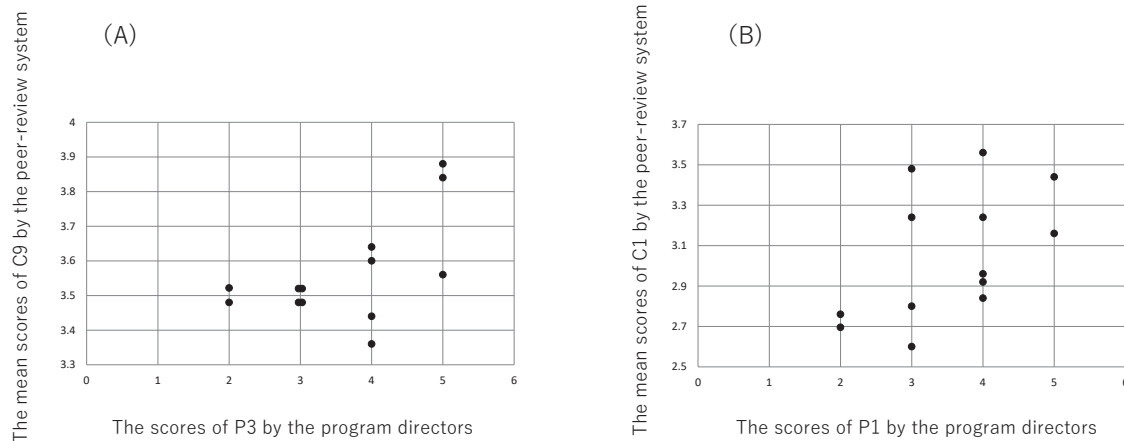 (A)
The mean scores of C9 by the peer-review system
4
3.9
3.8
3.7
3.6
3.5
3.4
3.3
0 1 2 3 4 5 6
The scores of P3 by the program directors
(B)
The mean scores of C1 by the peer-review system
3.7
3.5
3.3
3.1
2.9
2.7
2.5
0 1 2 3 4 5 6
The scores of P1 by the program directors